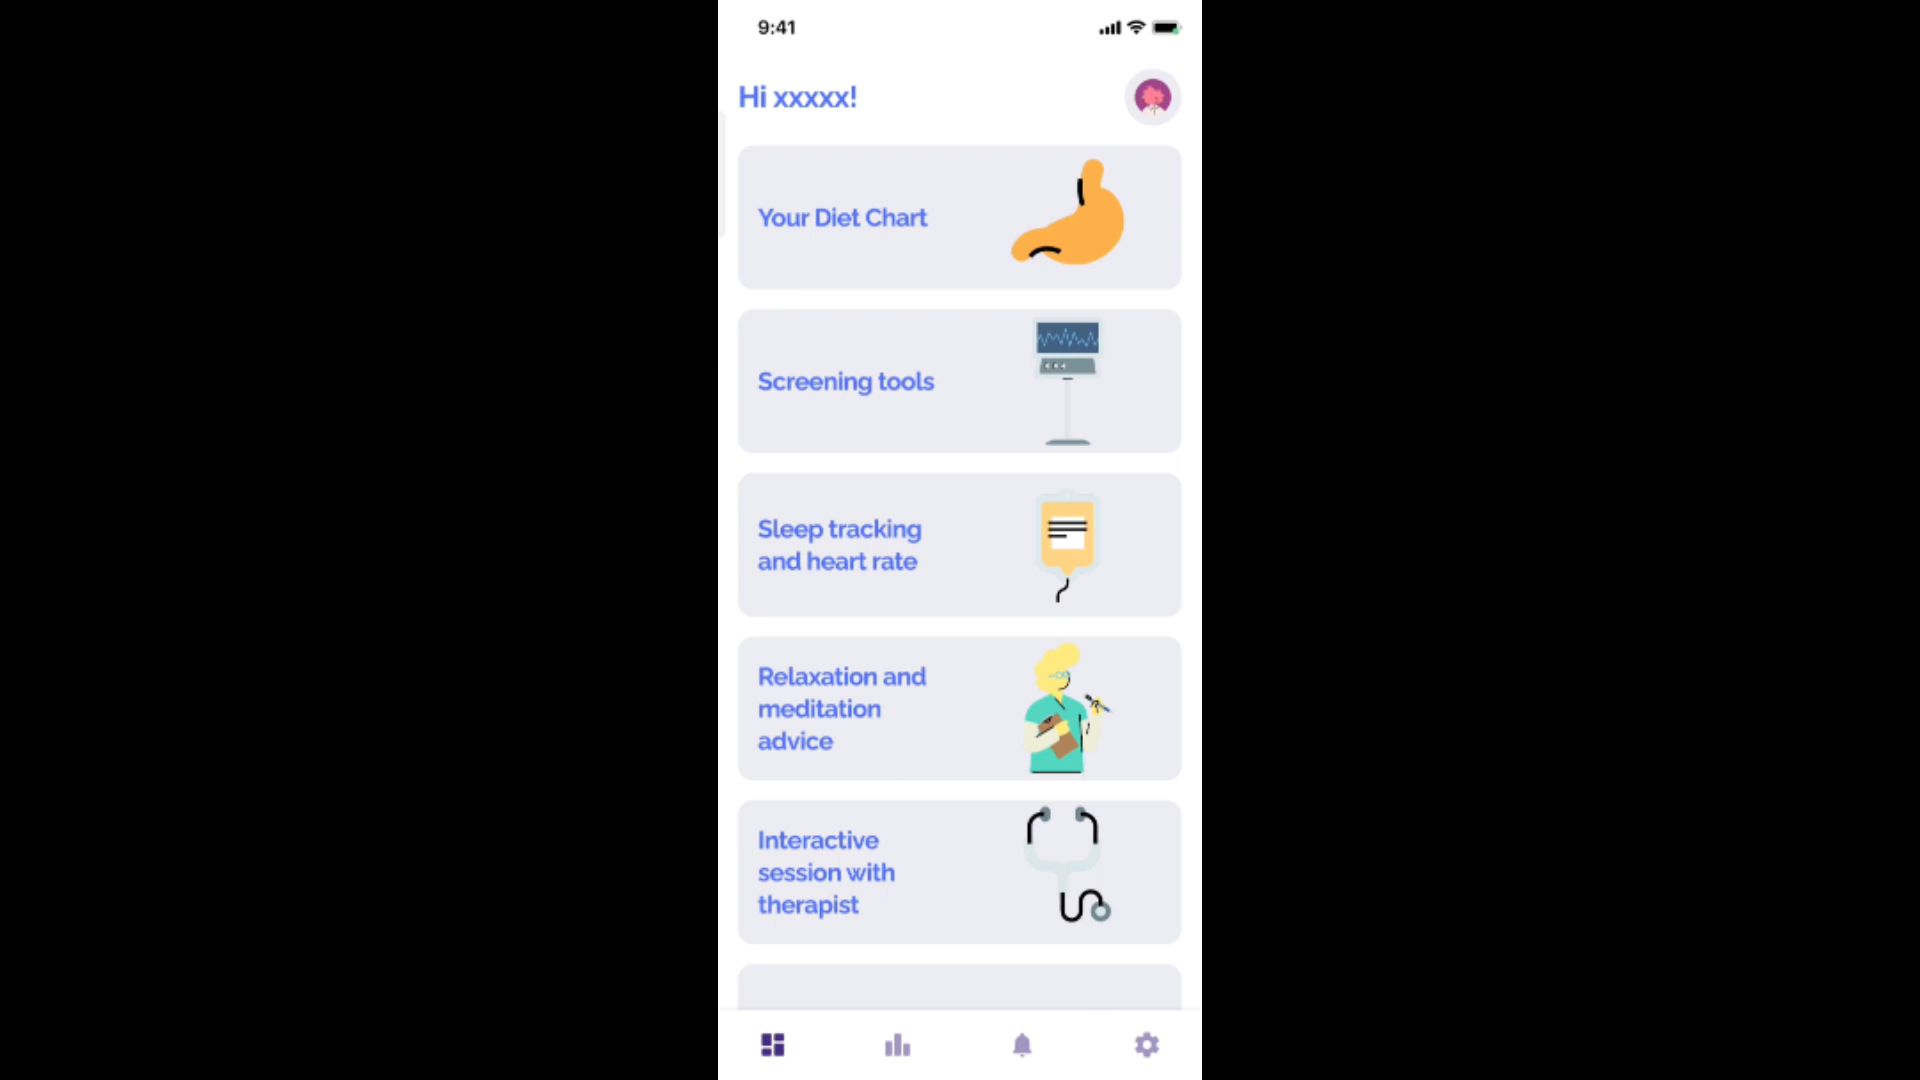 9:41
Hi xxxxx!
Your Diet Chart
Screening tools
Sleep tracking
and heart rate
Relaxation and
meditation
advice
Interactive
session with
therapist